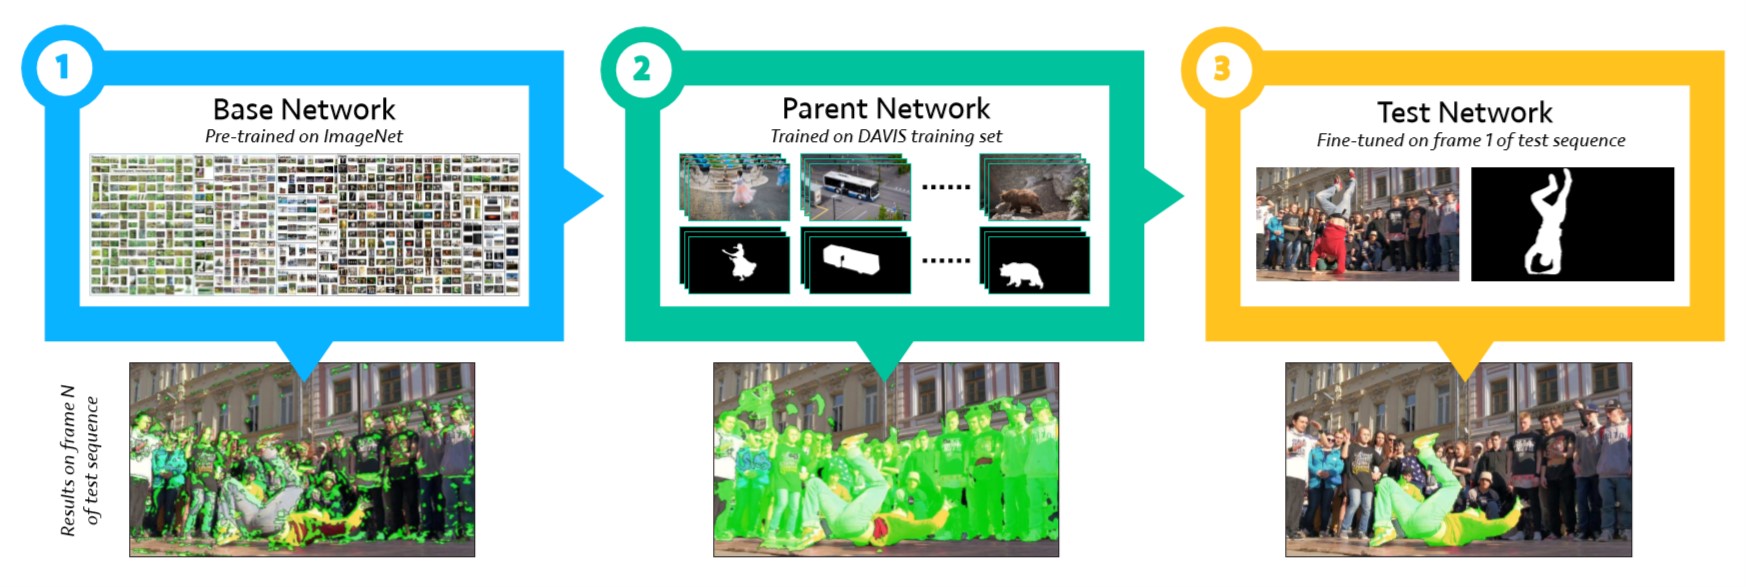 1
Base Network
Pre-trained on ImageNet
2
Parent Network
Trained on DAVIS training set
......
......
3
Test Network
Fine-tuned on frame 1 of test sequence
Results on frame N
of test sequence